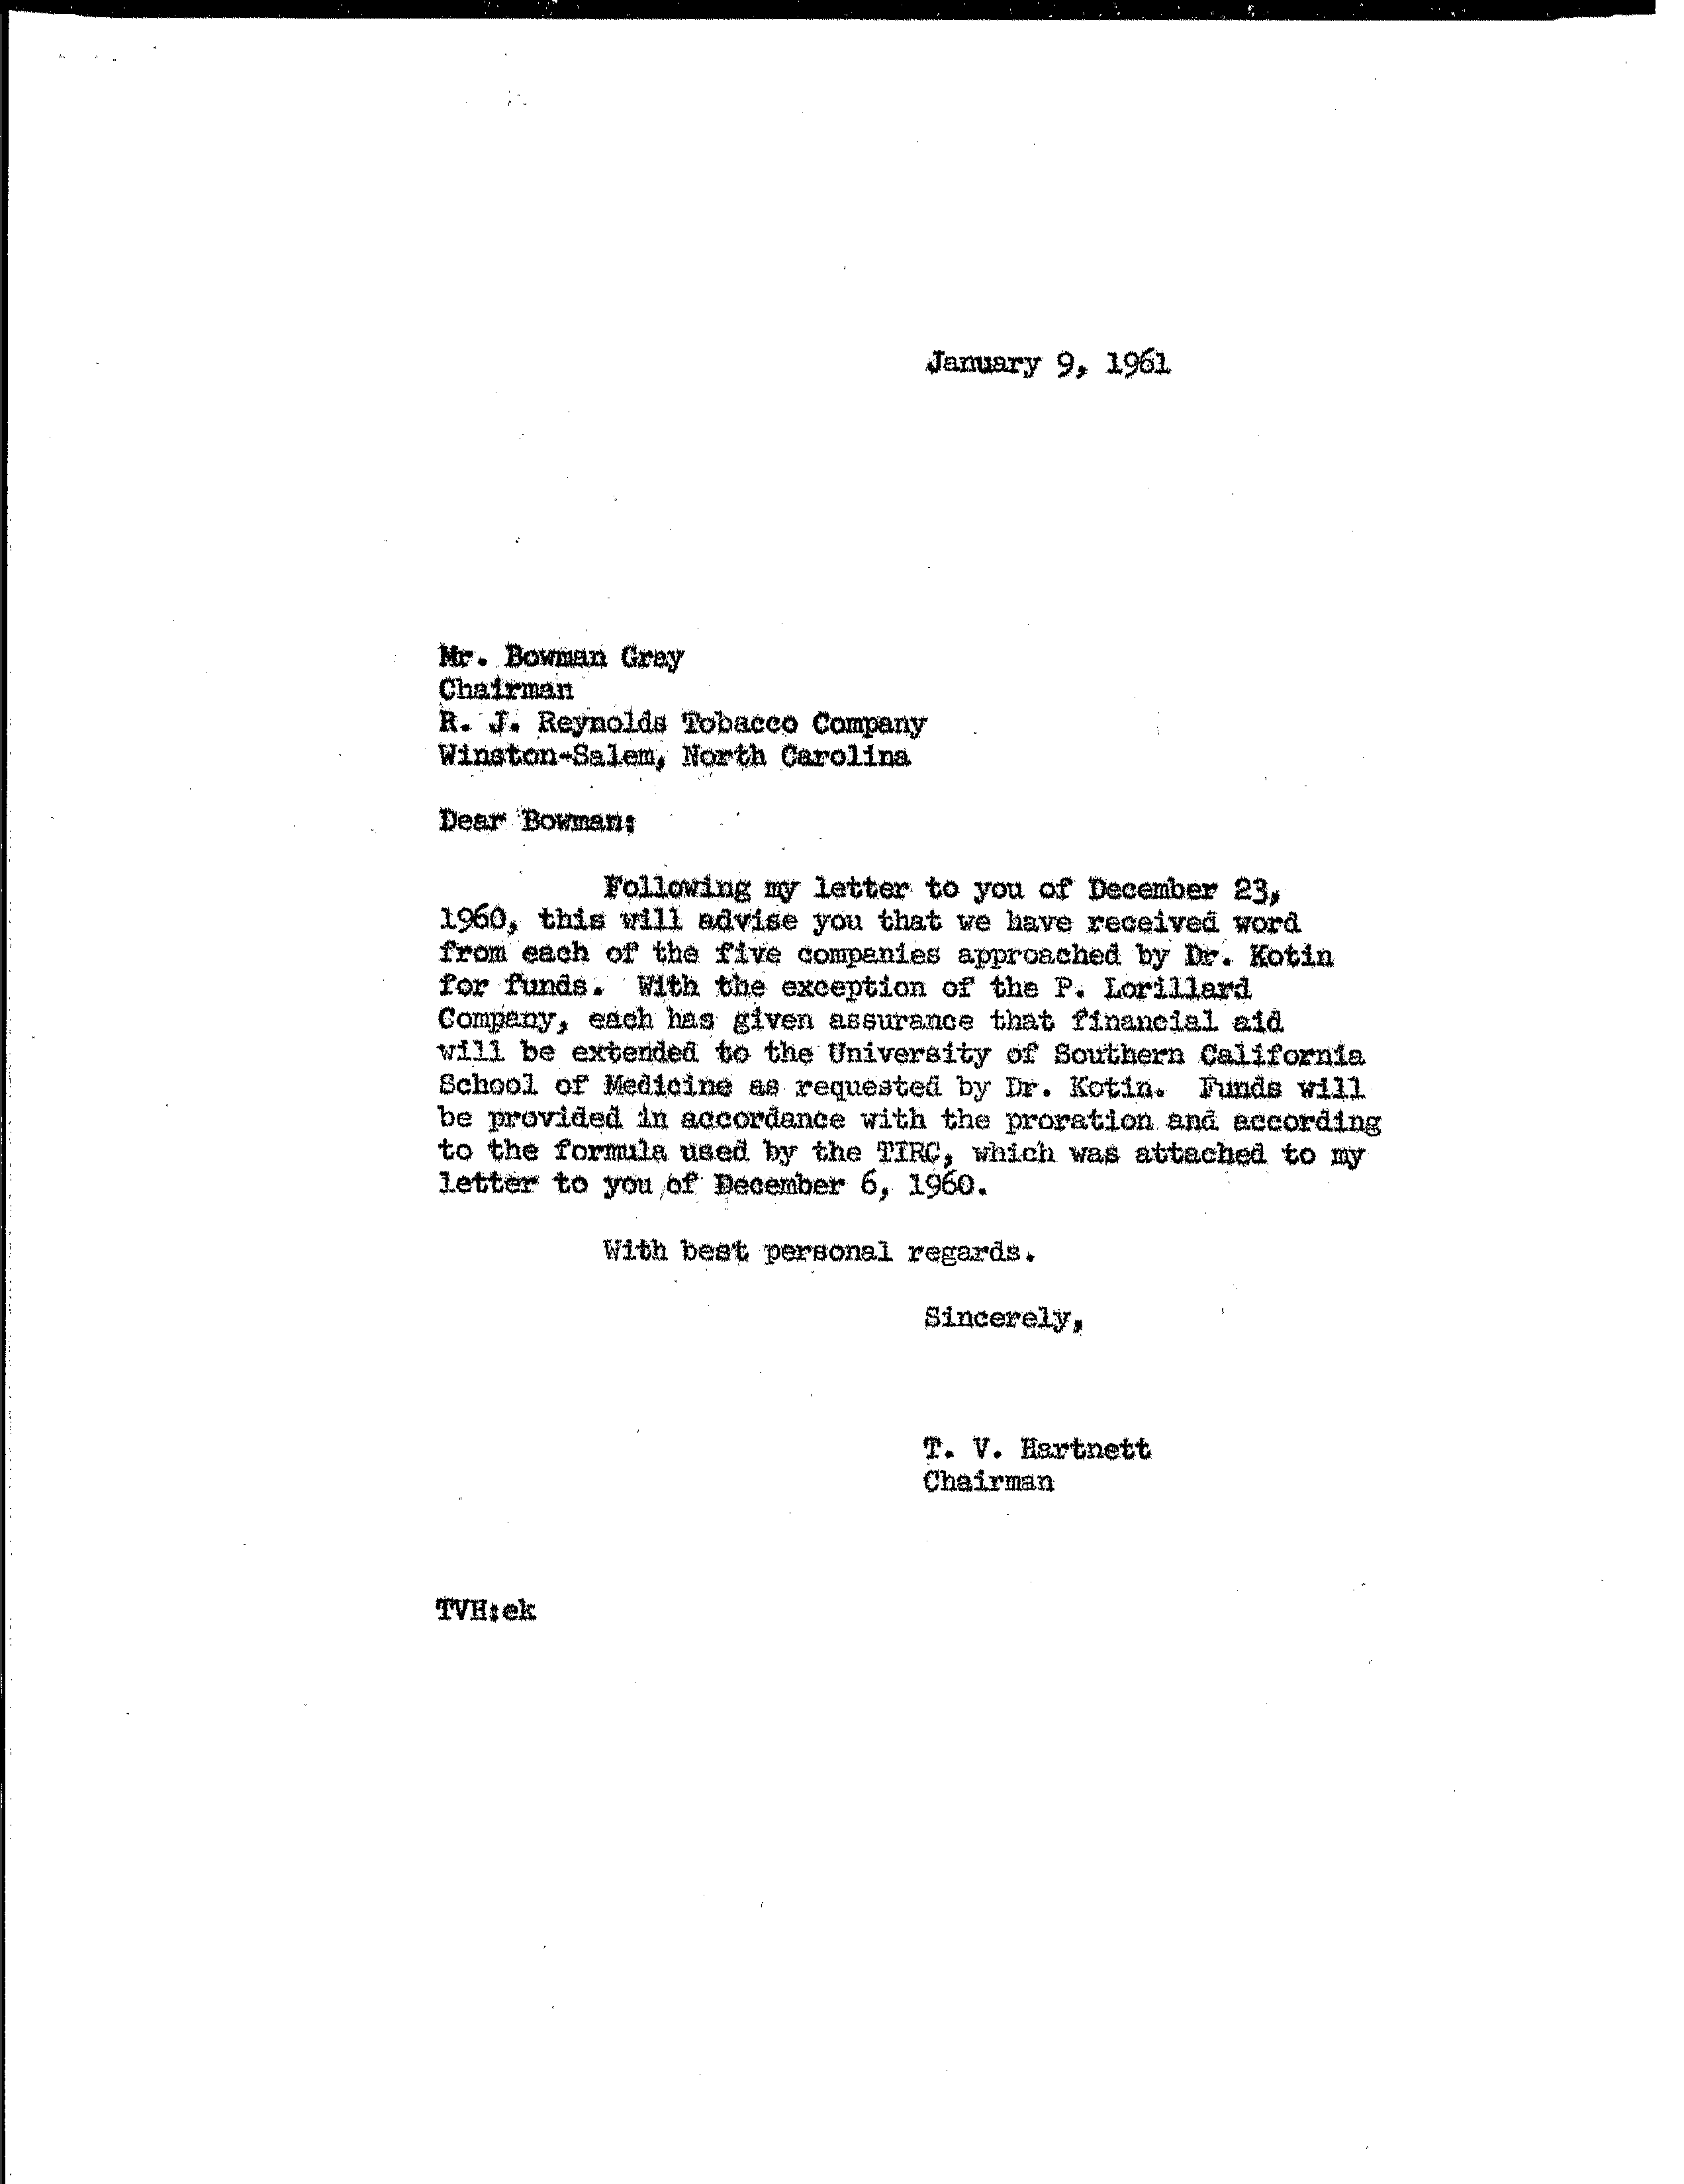 January 9, 1961
Mr. Bowman Gray
Chairman
R. J. Reynolds Tobacco Company
Winston-Salem, North Carolina
Dear Bowman:
Following my letter to you of December 23,
1960, this will advise you that we have received word
from each of the five companies approached by Dr. Kotin
for funds. With the exception of the P. Lorillard
Company, each has given assurance that financial aid
will be extended to the University of Southern California
School of Medicine as requested by Dr. Kotin. Funds will
be provided in accordance with the proration and according
to the formula used by the TIRC, which was attached to my
letter to you of December 6, 1960.
With best personal regards.
Sincerely,
T. V. Hartnett
Chairman
TVH:ek